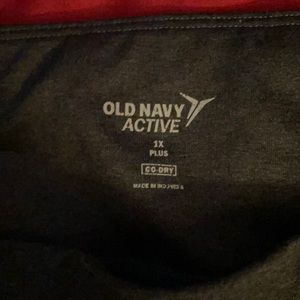 OLD NAVY
ACTIVE
1X
PLUS
GO-DRY
MADE IN